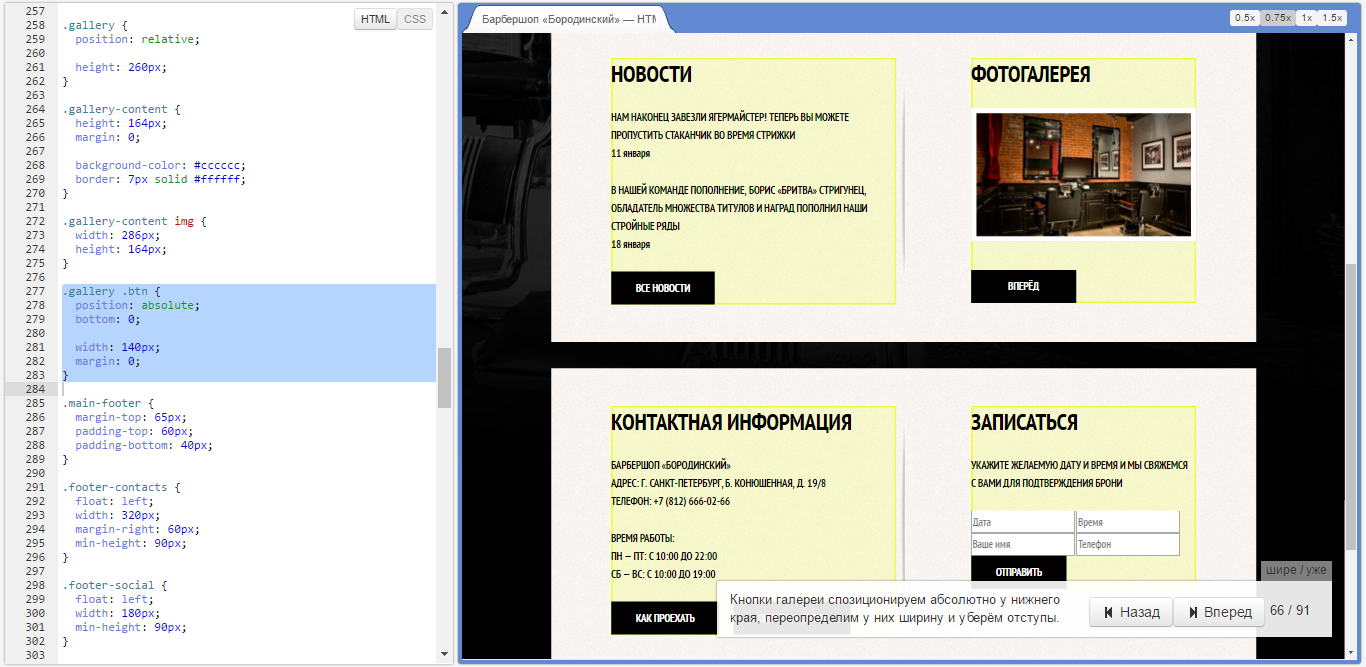 HTML
CSS
257
258 .gallery {
259 position: relative;
260
261 height: 260px;
262 }
263
264 .gallery-content {
265 height: 164px;
266 margin: 0;
267
268 background-color: #cccccc;
269 border: 7px solid #ffffff;
270 }
271
272 .gallery-content img {
273 width: 286px;
274 height: 164px;
275 }
276
277 .gallery .btn {
278 position: absolute;
279 bottom: 0;
280
281 width: 140px;
282 margin: 0;
283 }
284
285 .main-footer {
286 margin-top: 65px;
287 padding-top: 60px;
288 padding-bottom: 40px;
289 }
290
291 .footer-contacts {
292 float: left;
293 width: 320px;
294 margin-right: 60px;
295 min-height: 90px;
296 }
297
298 .footer-social {
299 float: left;
300 width: 180px;
301 min-height: 90px;
302 }
303
Барбершоп «Бородинский» — HTM
0.5x 0.75x 1x 1.5x
НОВОСТИ
НАМ НАКОНЕЦ ЗАВЕЗЛИ ЯГЕРМАЙСТЕР! ТЕПЕРЬ ВЫ МОЖЕТЕ
ПРОПУСТИТЬ СТАКАНЧИК ВО ВРЕМЯ СТРИЖКИ
11 января
В НАШЕЙ КОМАНДЕ ПОПОЛНЕНИЕ, БОРИС «БРИТВА» СТРИГУНЕЦ,
ОБЛАДАТЕЛЬ МНОЖЕСТВА ТИТУЛОВ И НАГРАД ПОПОЛНИЛ НАШИ
СТРОЙНЫЕ РЯДЫ
18 января
ВСЕ НОВОСТИ
ФОТОГАЛЕРЕЯ
ВПЕРЁД
КОНТАКТНАЯ ИНФОРМАЦИЯ
БАРБЕРШОП «БОРОДИНСКИЙ»
АДРЕС: Г. САНКТ-ПЕТЕРБУРГ, Б. КОНЮШЕННАЯ, Д. 19/8
ТЕЛЕФОН: +7 (812) 666-02-66
ВРЕМЯ РАБОТЫ:
ПН – ПТ: С 10:00 ДО 22:00
СБ – ВС: С 10:00 ДО 19:00
КАК ПРОЕХАТЬ
ЗАПИСАТЬСЯ
УКАЖИТЕ ЖЕЛАЕМУЮ ДАТУ И ВРЕМЯ И МЫ СВЯЖЕМСЯ
С ВАМИ ДЛЯ ПОДТВЕРЖДЕНИЯ БРОНИ
Дата Время
Ваше имя Телефон
ОТПРАВИТЬ
шире / уже
Кнопки галереи спозиционируем абсолютно у нижнего
края, переопределим у них ширину и уберём отступы.
Назад Вперед 66 / 91